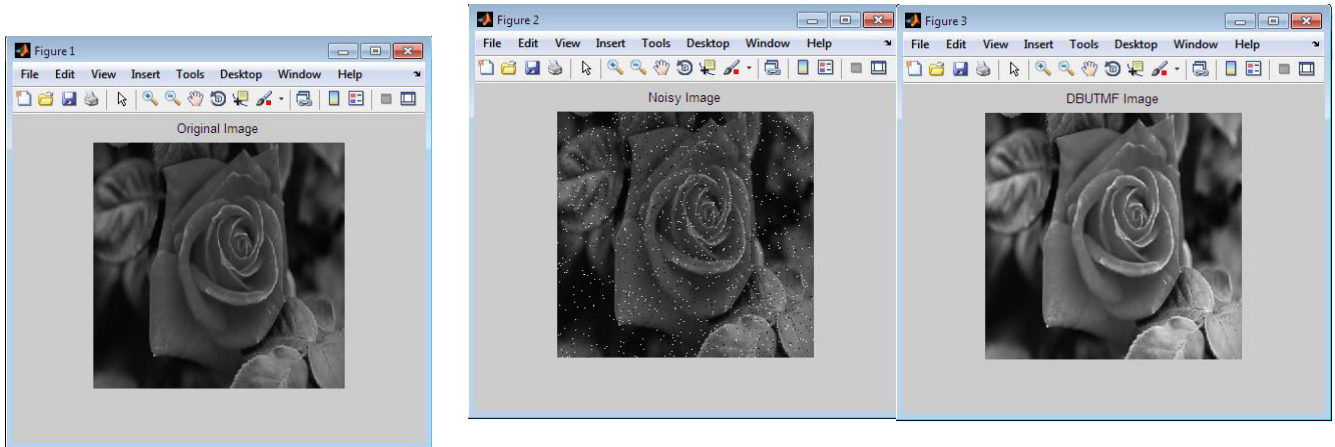 Figure 1
File Edit View Insert Tools Desktop Window Help
Original Image
Figure 2
File Edit View Insert Tools Desktop Window Help
Noisy Image
Figure 3
File Edit View Insert Tools Desktop Window Help
DBUTMF Image